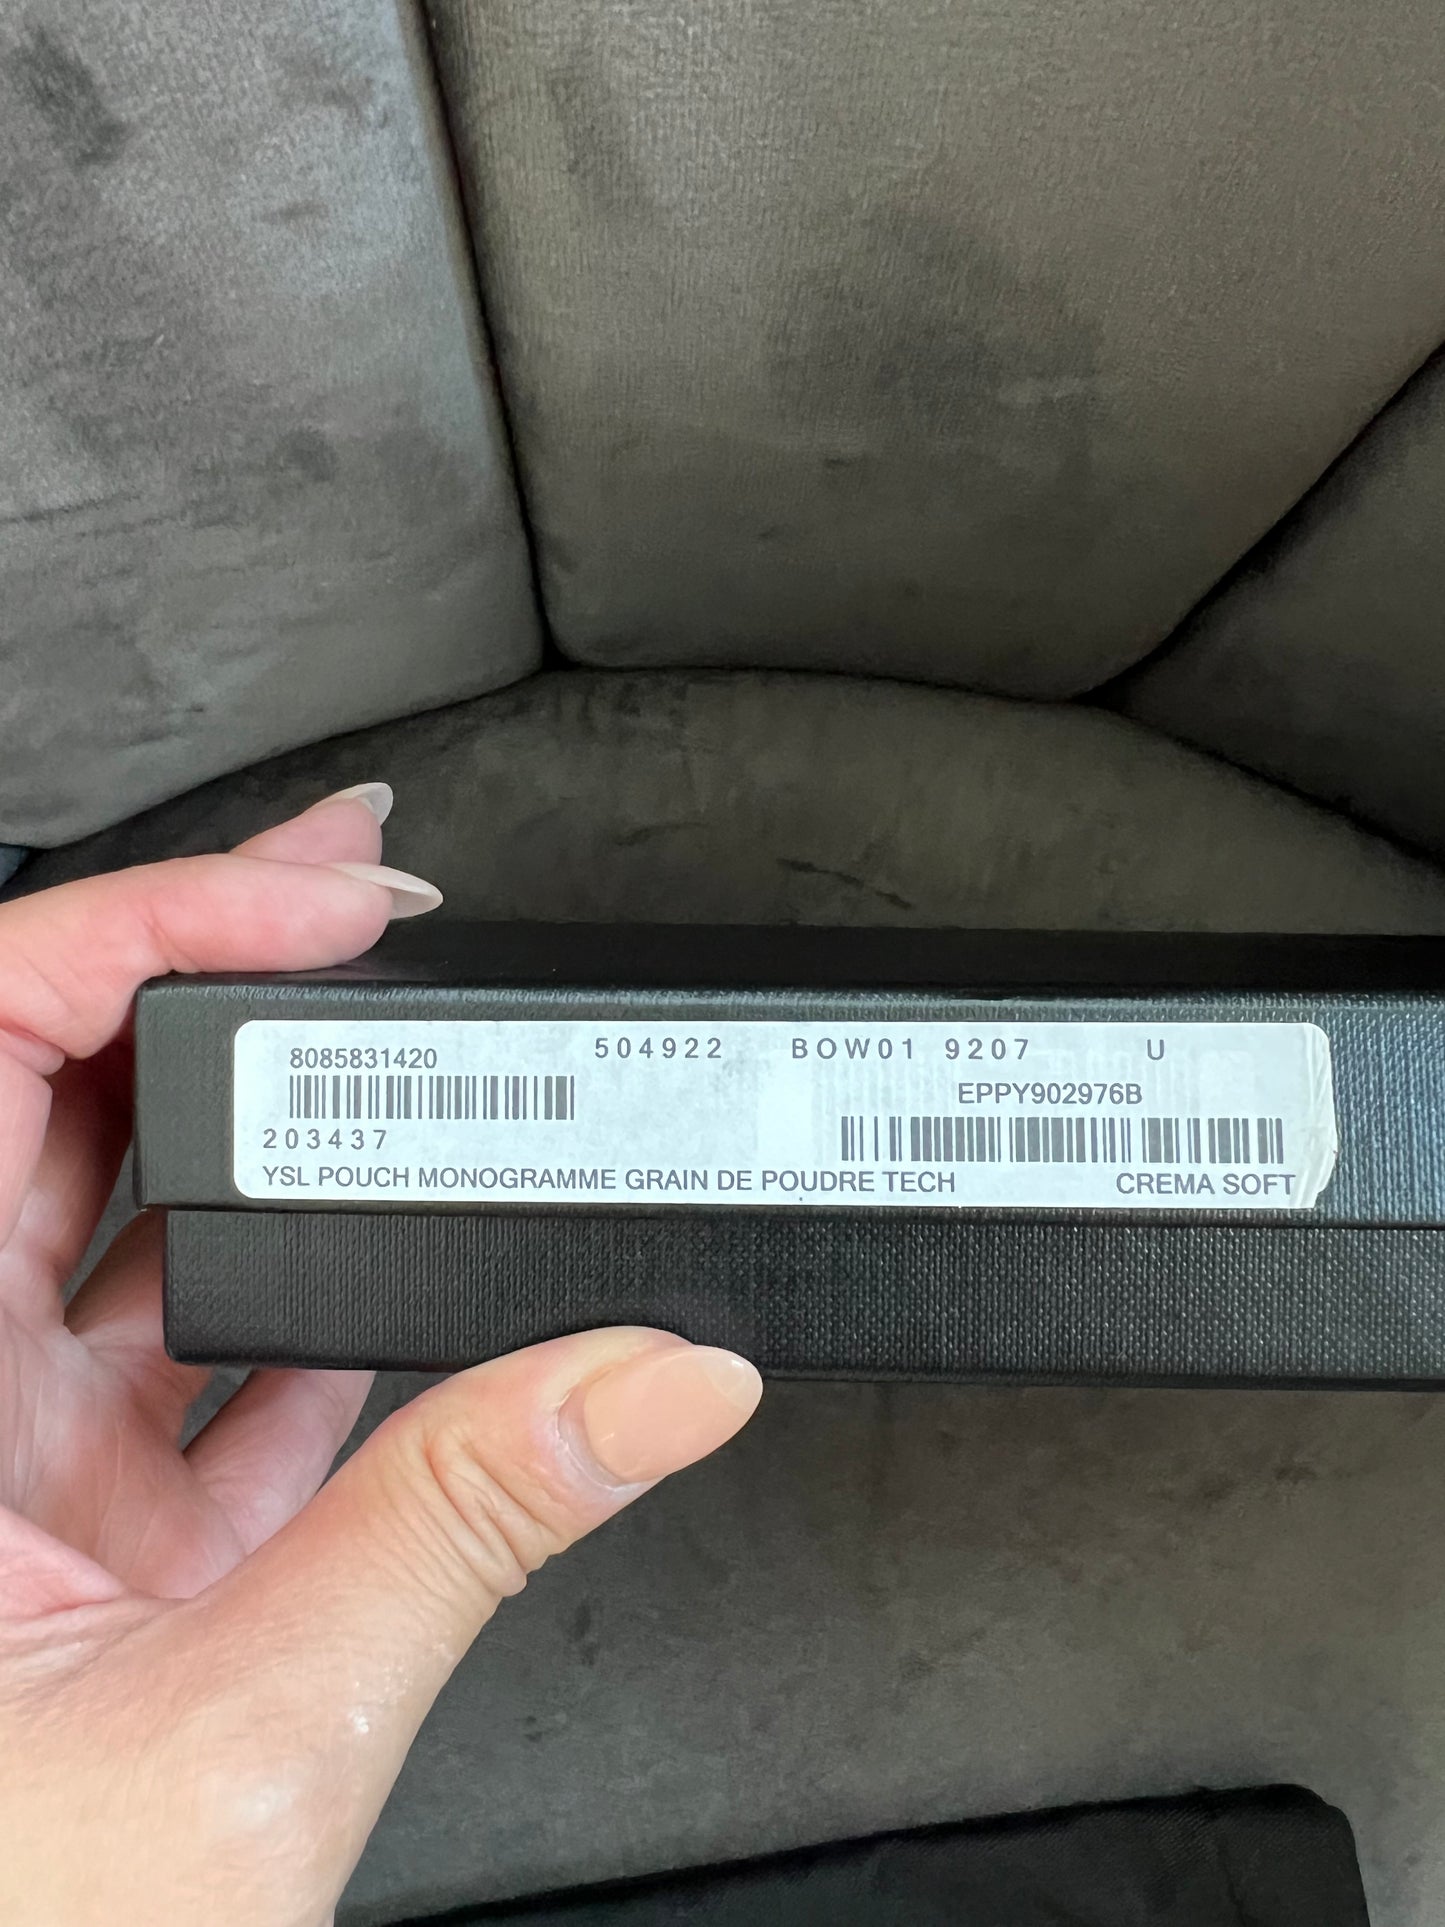 8085831420 504922 BOW01 9207 U
EPPY902976B
203437
YSL POUCH MONOGRAMME GRAIN DE POUDRE TECH CREMA SOFT